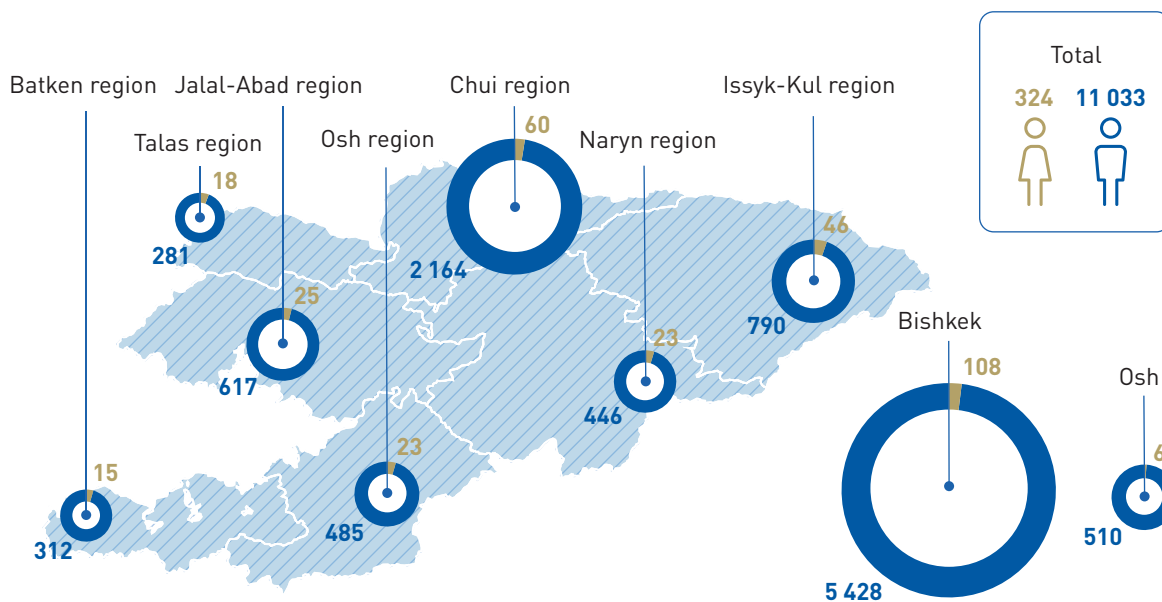 Total
324 11 033
Batken region
Jalal-Abad region
Chui region
Issyk-Kul region
Talas region
Osh region
Naryn region
60
18
281
2 164
46
25
790
617
23
446
Bishkek
108
Osh
23
15
485
312
6
510
5 428